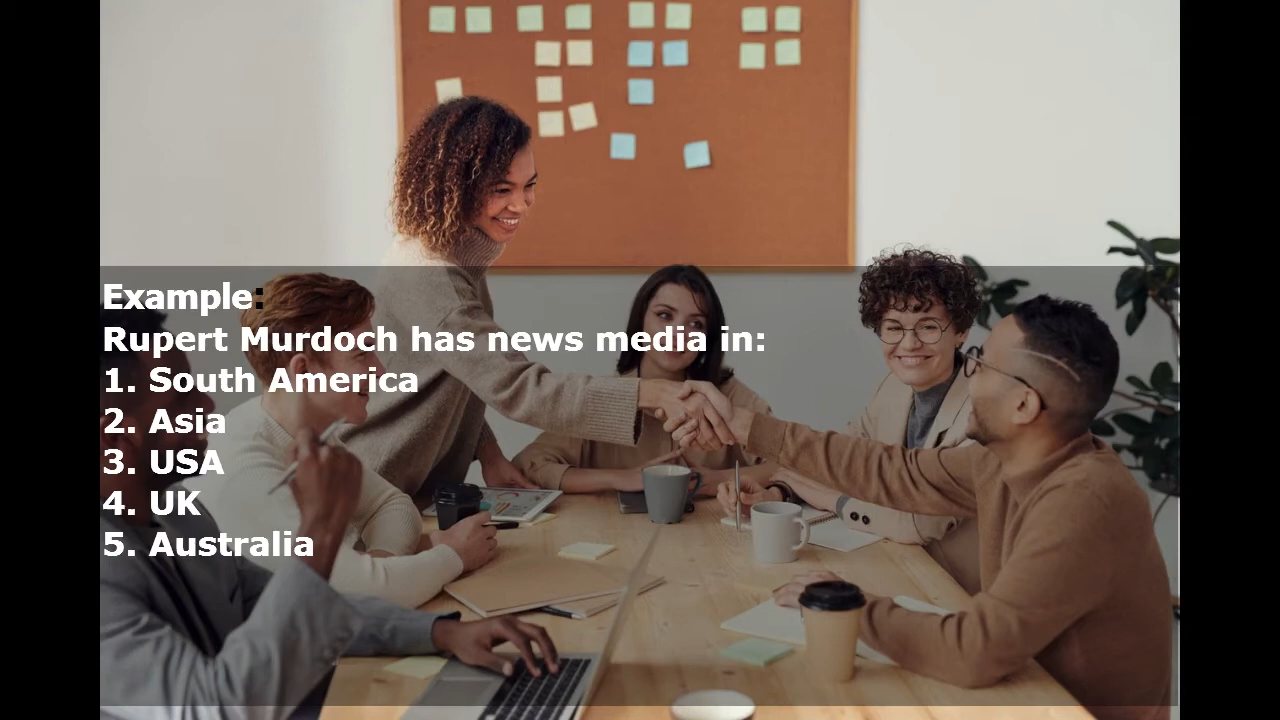 Example:
Rupert Murdoch has news media in:
1. South America
2. Asia
3. USA
4. UK
5. Australia